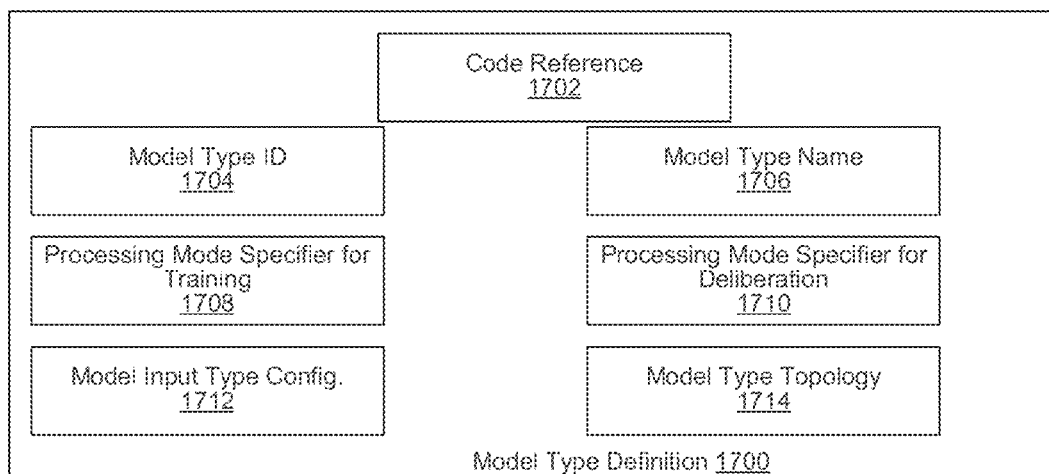 Code Reference
1702
Model Type ID
1704
Model Type Name
1706
Processing Mode Specifier for
Training
1708
Processing Mode Specifier for
Deliberation
1710
Model Input Type Config.
1712
Model Type Topology
1714
Model Type Definition 1700